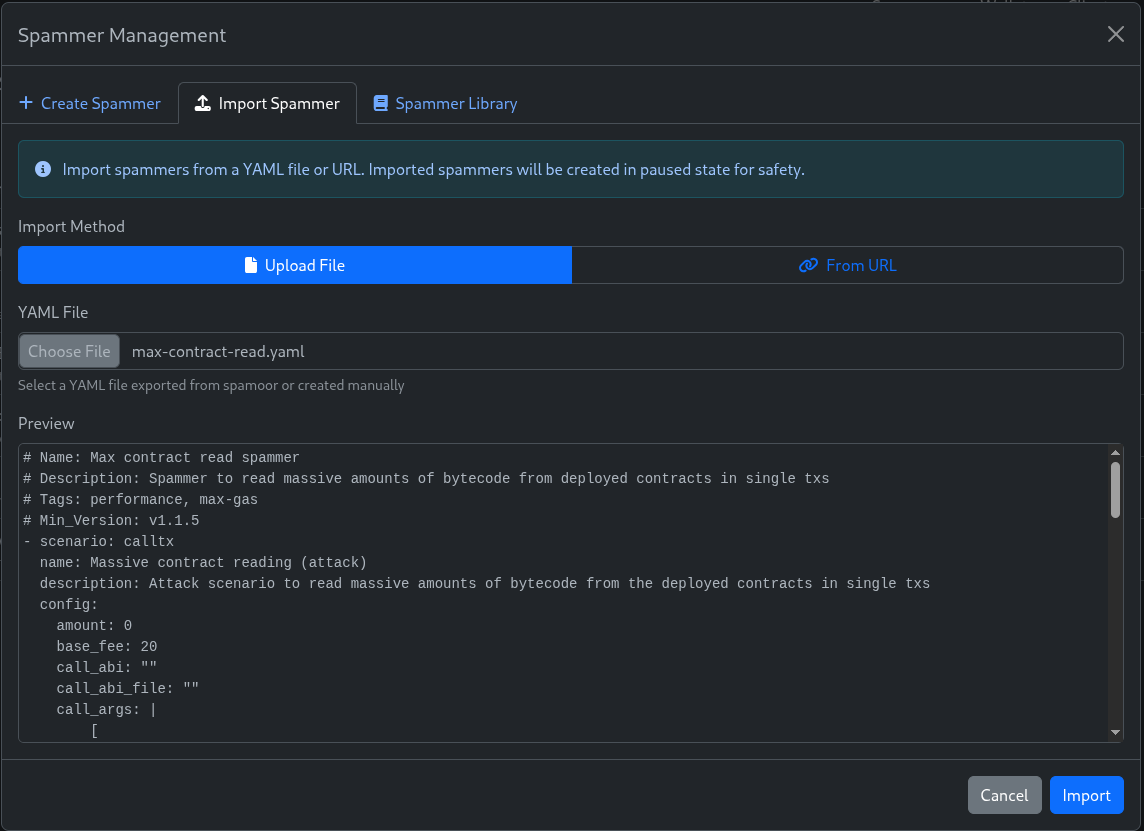 Spammer Management
Create Spammer
Import Spammer
Spammer Library
Import spammers from a YAML file or URL. Imported spammers will be created in paused state for safety.
Import Method
Upload File
From URL
YAML File
Choose File max-contract-read.yaml
Select a YAML file exported from spamoor or created manually
Preview
# Name: Max contract read spammer
# Description: Spammer to read massive amounts of bytecode from deployed contracts in single txs
# Tags: performance, max-gas
# Min_Version: v1.1.5
- scenario: calltx
  name: Massive contract reading (attack)
  description: Attack scenario to read massive amounts of bytecode from the deployed contracts in single txs
  config:
    amount: 0
    base_fee: 20
    call_abi: ""
    call_abi_file: ""
    call_args: |
        [
Cancel
Import